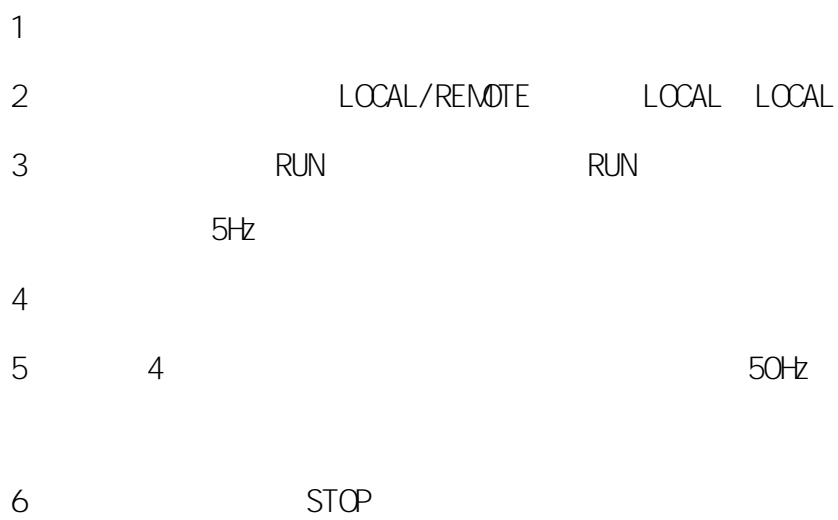 1
2 LOCAL/REMOTE LOCAL LOCAL
3 RUN RUN
5Hz
4
5 4 50Hz
6 STOP